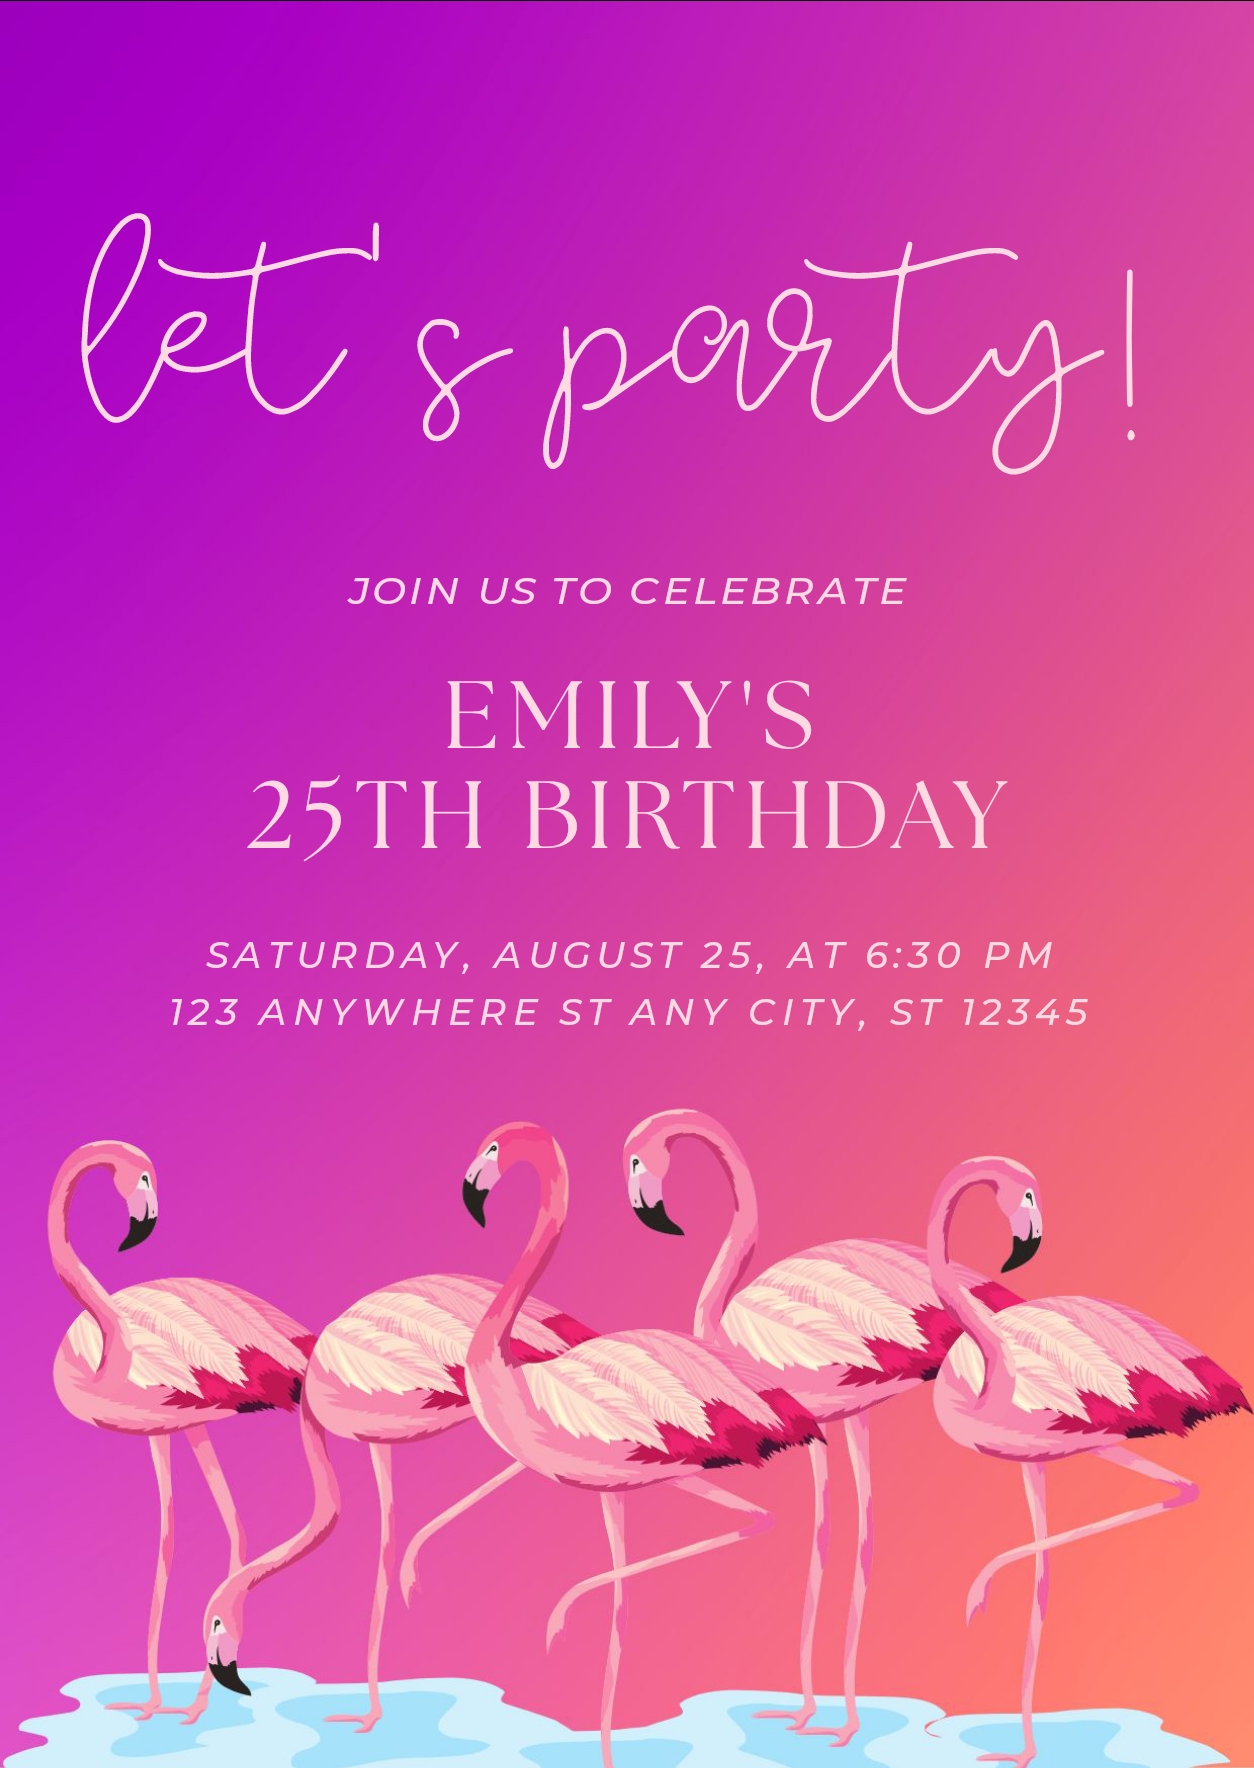 let's party!
JOIN US TO CELEBRATE
EMILY'S
25TH BIRTHDAY
SATURDAY, AUGUST 25, AT 6:30 PM
123 ANYWHERE ST ANY CITY, ST 12345